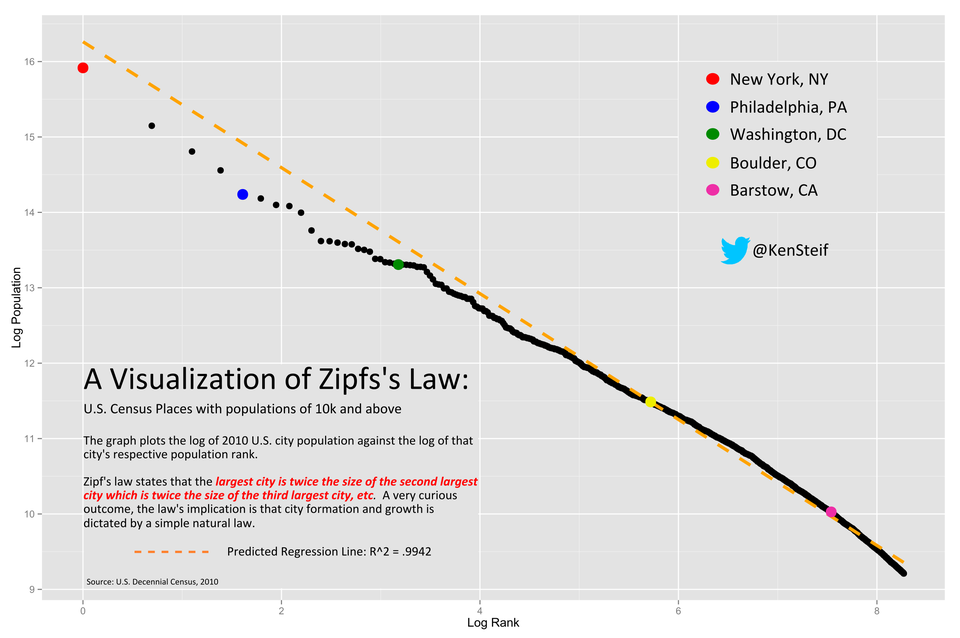 New York, NY
Philadelphia, PA
Washington, DC
Boulder, CO
Barstow, CA
@KenSteif
Log Population
16
15
14
13
12
11
10
9
A Visualization of Zipfs's Law:
U.S. Census Places with populations of 10k and above
The graph plots the log of 2010 U.S. city population against the log of that
city's respective population rank.
Zipf's law states that the largest city is twice the size of the second largest
city which is twice the size of the third largest city, etc. A very curious
outcome, the law's implication is that city formation and growth is
dictated by a simple natural law.
Predicted Regression Line: R^2 = .9942
Source: U.S. Decennial Census, 2010
0 2 4 6 8
Log Rank